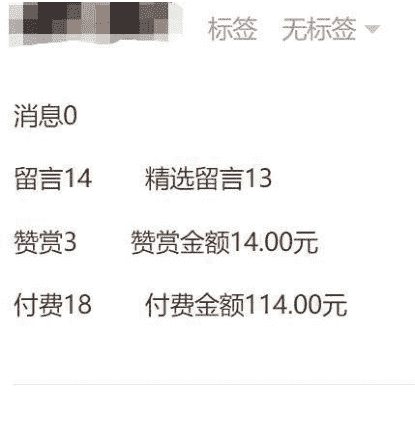 标签 无标签
消息0
留言14 精选留言13
赞赏3 赞赏金额14.00元
付费18 付费金额114.00元